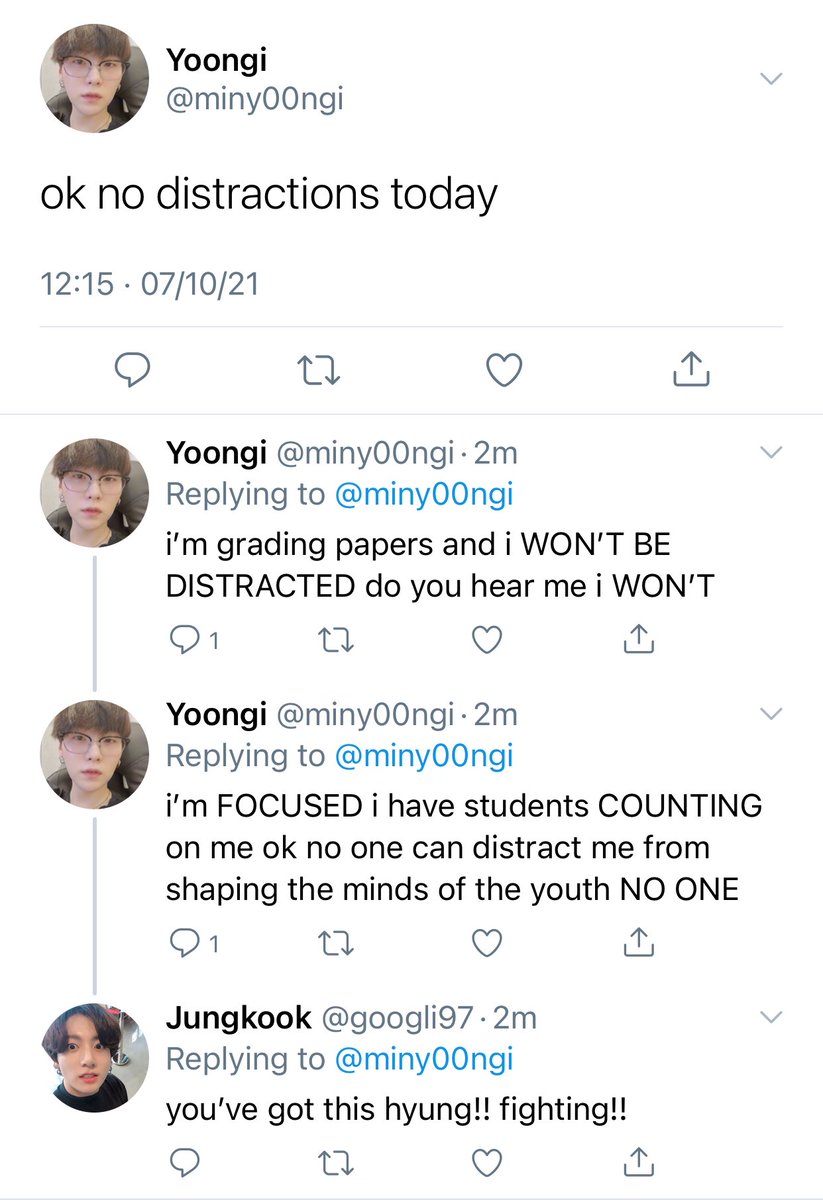 Yoongi
@miny00ngi
ok no distractions today
12:15 · 07/10/21
Yoongi @miny00ngi · 2m
Replying to @miny00ngi
i’m grading papers and i WON’T BE
DISTRACTED do you hear me i WON’T
1
Yoongi @miny00ngi · 2m
Replying to @miny00ngi
i’m FOCUSED i have students COUNTING
on me ok no one can distract me from
shaping the minds of the youth NO ONE
1
Jungkook @googli97 · 2m
Replying to @miny00ngi
you’ve got this hyung!! fighting!!